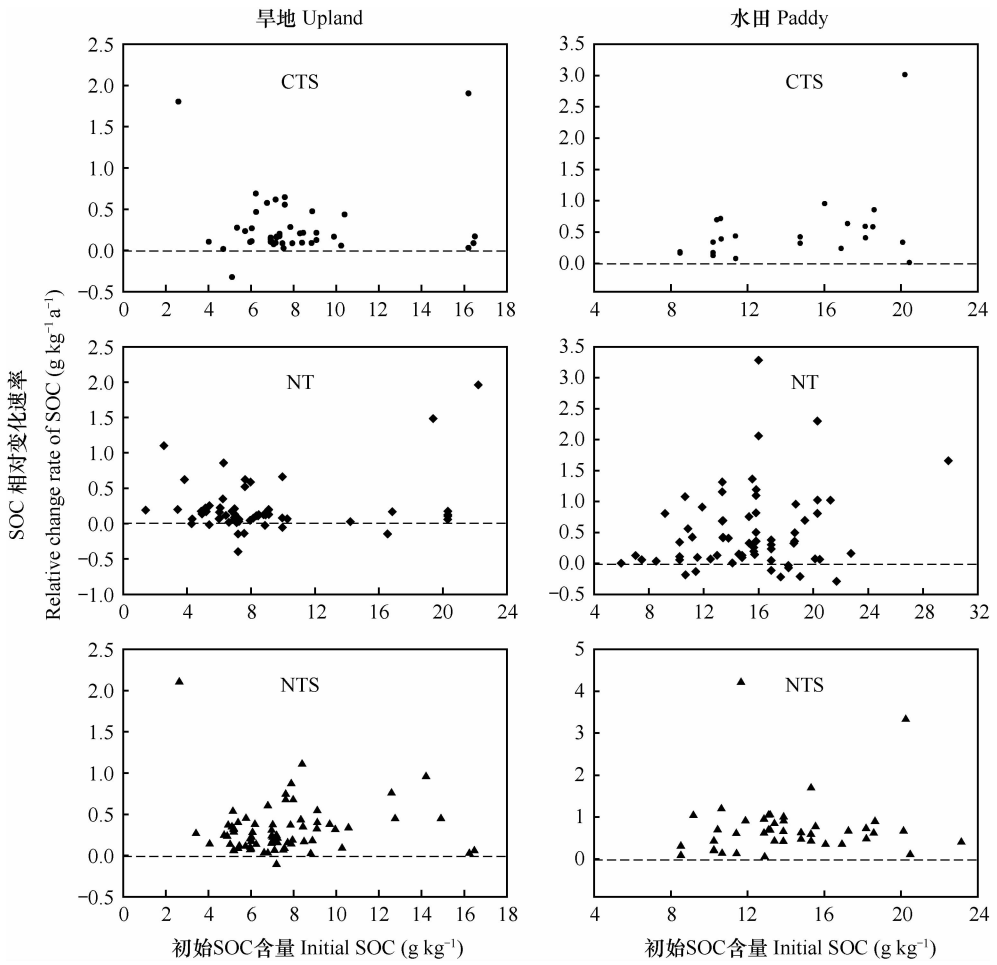 旱地 Upland
水田 Paddy
SOC 相对变化速率
Relative change rate of SOC (g kg⁻¹ a⁻¹)
CTS
2.5
2.0
1.5
1.0
0.5
0.0
−0.5
0 2 4 6 8 10 12 14 16 18
CTS
3.5
3.0
2.5
2.0
1.5
1.0
0.5
0.0
4 8 12 16 20 24
NT
2.5
2.0
1.5
1.0
0.5
0.0
−0.5
−1.0
4 8 12 16 20 24
NT
3.5
3.0
2.5
2.0
1.5
1.0
0.5
0.0
−0.5
4 8 12 16 20 24 28 32
NTS
2.5
2.0
1.5
1.0
0.5
0.0
−0.5
0 2 4 6 8 10 12 14 16 18
NTS
5
4
3
2
1
0
4 8 12 16 20 24
初始SOC含量 Initial SOC (g kg⁻¹)
初始SOC含量 Initial SOC (g kg⁻¹)